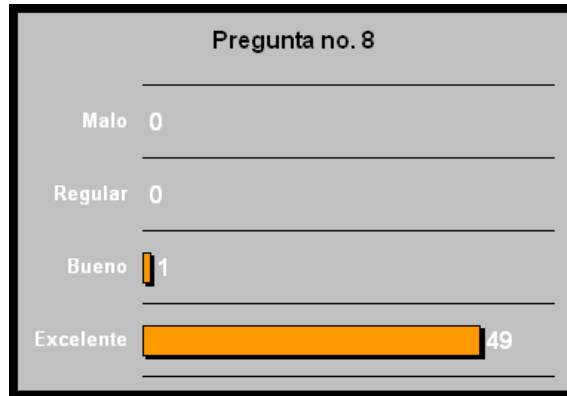 Pregunta no. 8
Malo 0
Regular 0
Bueno 1
Excelente 49